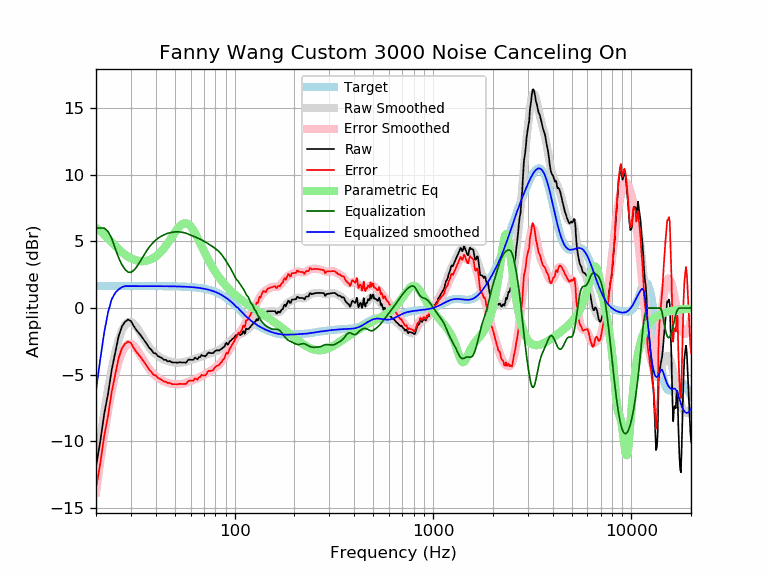 Fanny Wang Custom 3000 Noise Canceling On
Target
Raw Smoothed
Error Smoothed
Raw
Error
Parametric Eq
Equalization
Equalized smoothed
15
10
5
0
−5
−10
−15
Amplitude (dBr)
100
1000
10000
Frequency (Hz)